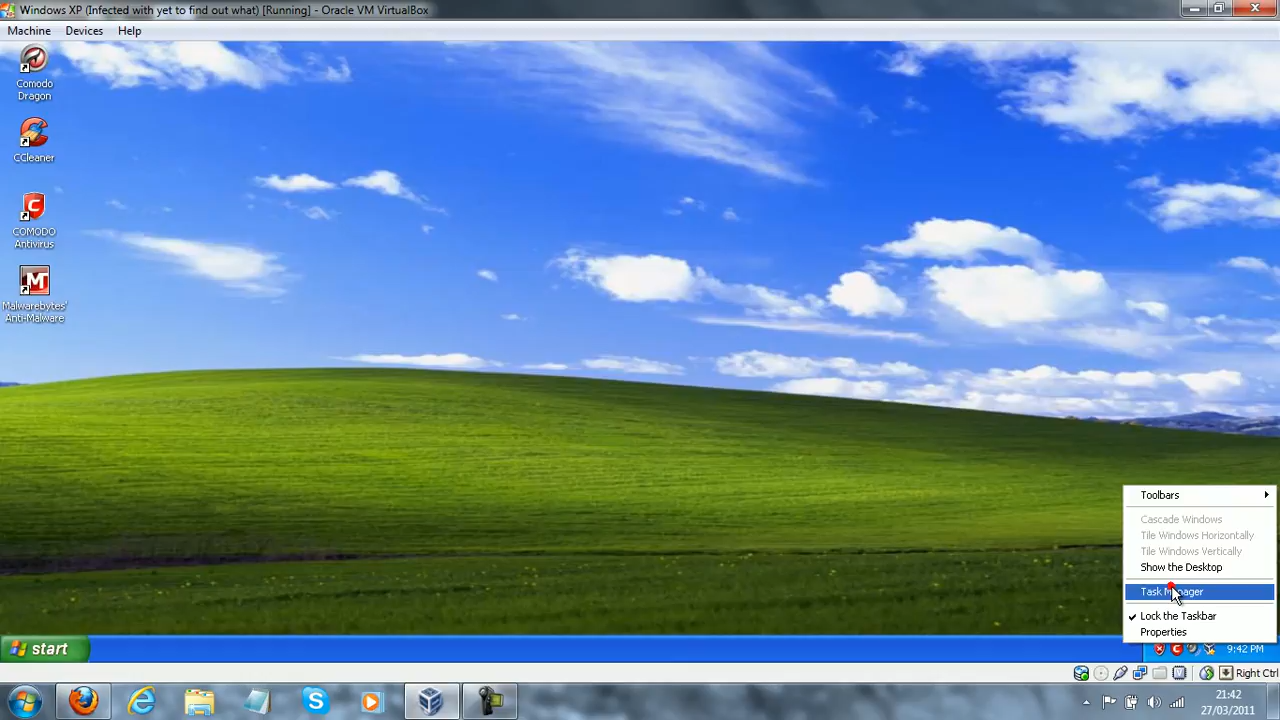 Windows XP (Infected with yet to find out what) [Running] - Oracle VM VirtualBox
Machine Devices Help
Comodo
Dragon
CCleaner
COMODO
Antivirus
Malwarebytes'
Anti-Malware
Toolbars
Cascade Windows
Tile Windows Horizontally
Tile Windows Vertically
Show the Desktop
Task Manager
Lock the Taskbar
Properties
start
9:42 PM
Right Ctrl
21:42
27/03/2011